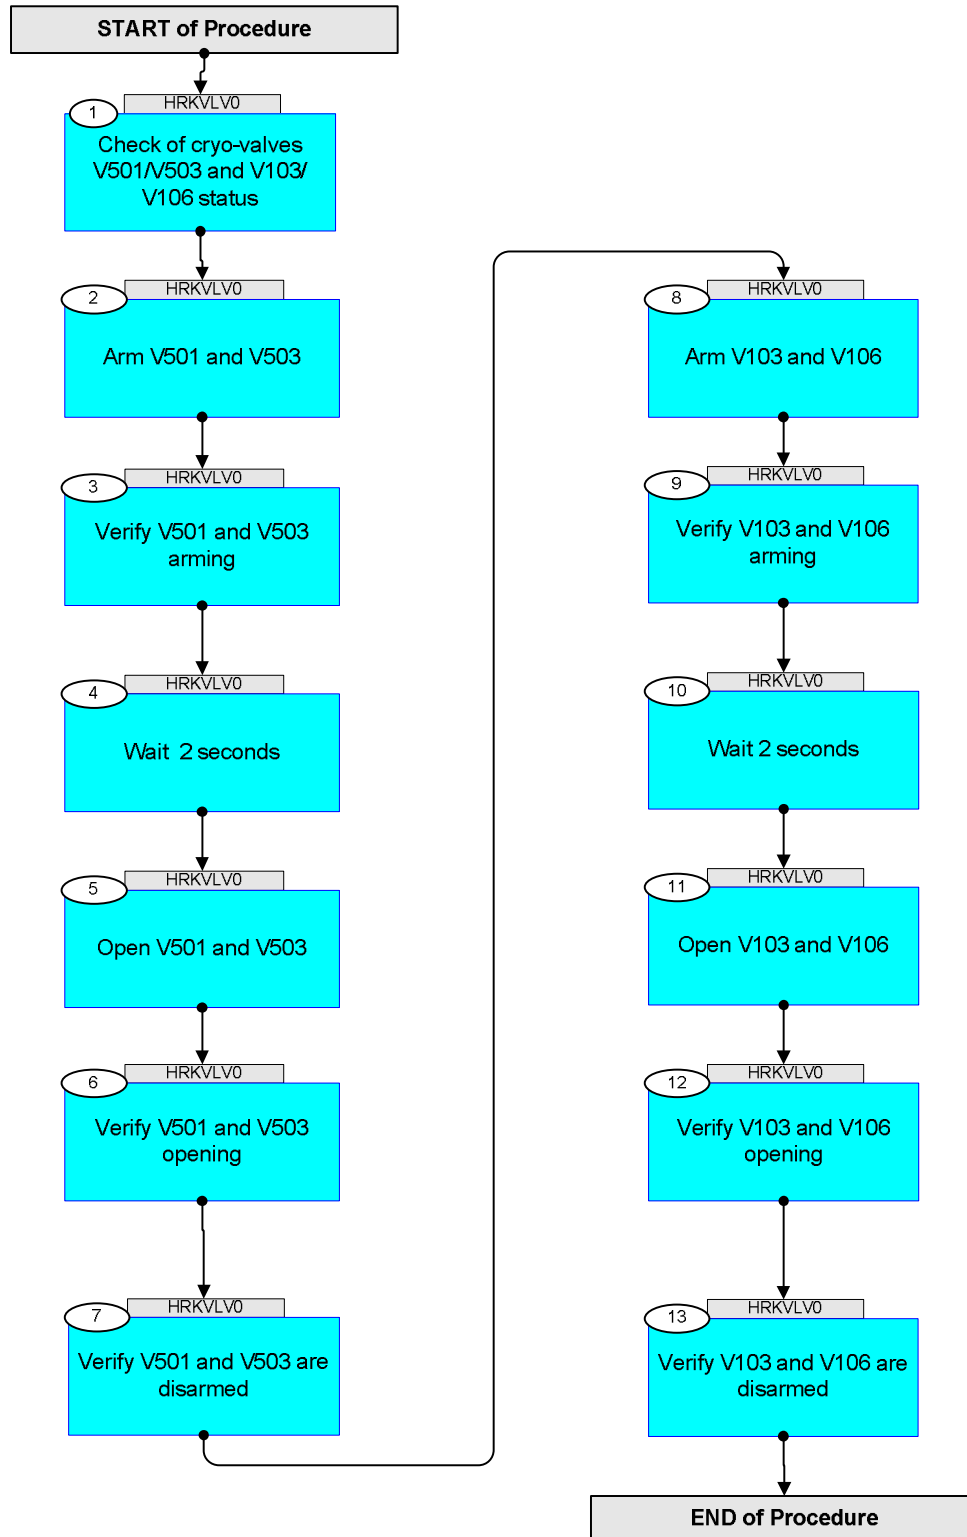 START of Procedure
HRKVLV0
1
Check of cryo-valves
V501/V503 and V103/
V106 status
HRKVLV0
2
Arm V501 and V503
HRKVLV0
3
Verify V501 and V503
arming
HRKVLV0
4
Wait 2 seconds
HRKVLV0
5
Open V501 and V503
HRKVLV0
6
Verify V501 and V503
opening
HRKVLV0
7
Verify V501 and V503 are
disarmed
HRKVLV0
8
Arm V103 and V106
HRKVLV0
9
Verify V103 and V106
arming
HRKVLV0
10
Wait 2 seconds
HRKVLV0
11
Open V103 and V106
HRKVLV0
12
Verify V103 and V106
opening
HRKVLV0
13
Verify V103 and V106 are
disarmed
END of Procedure